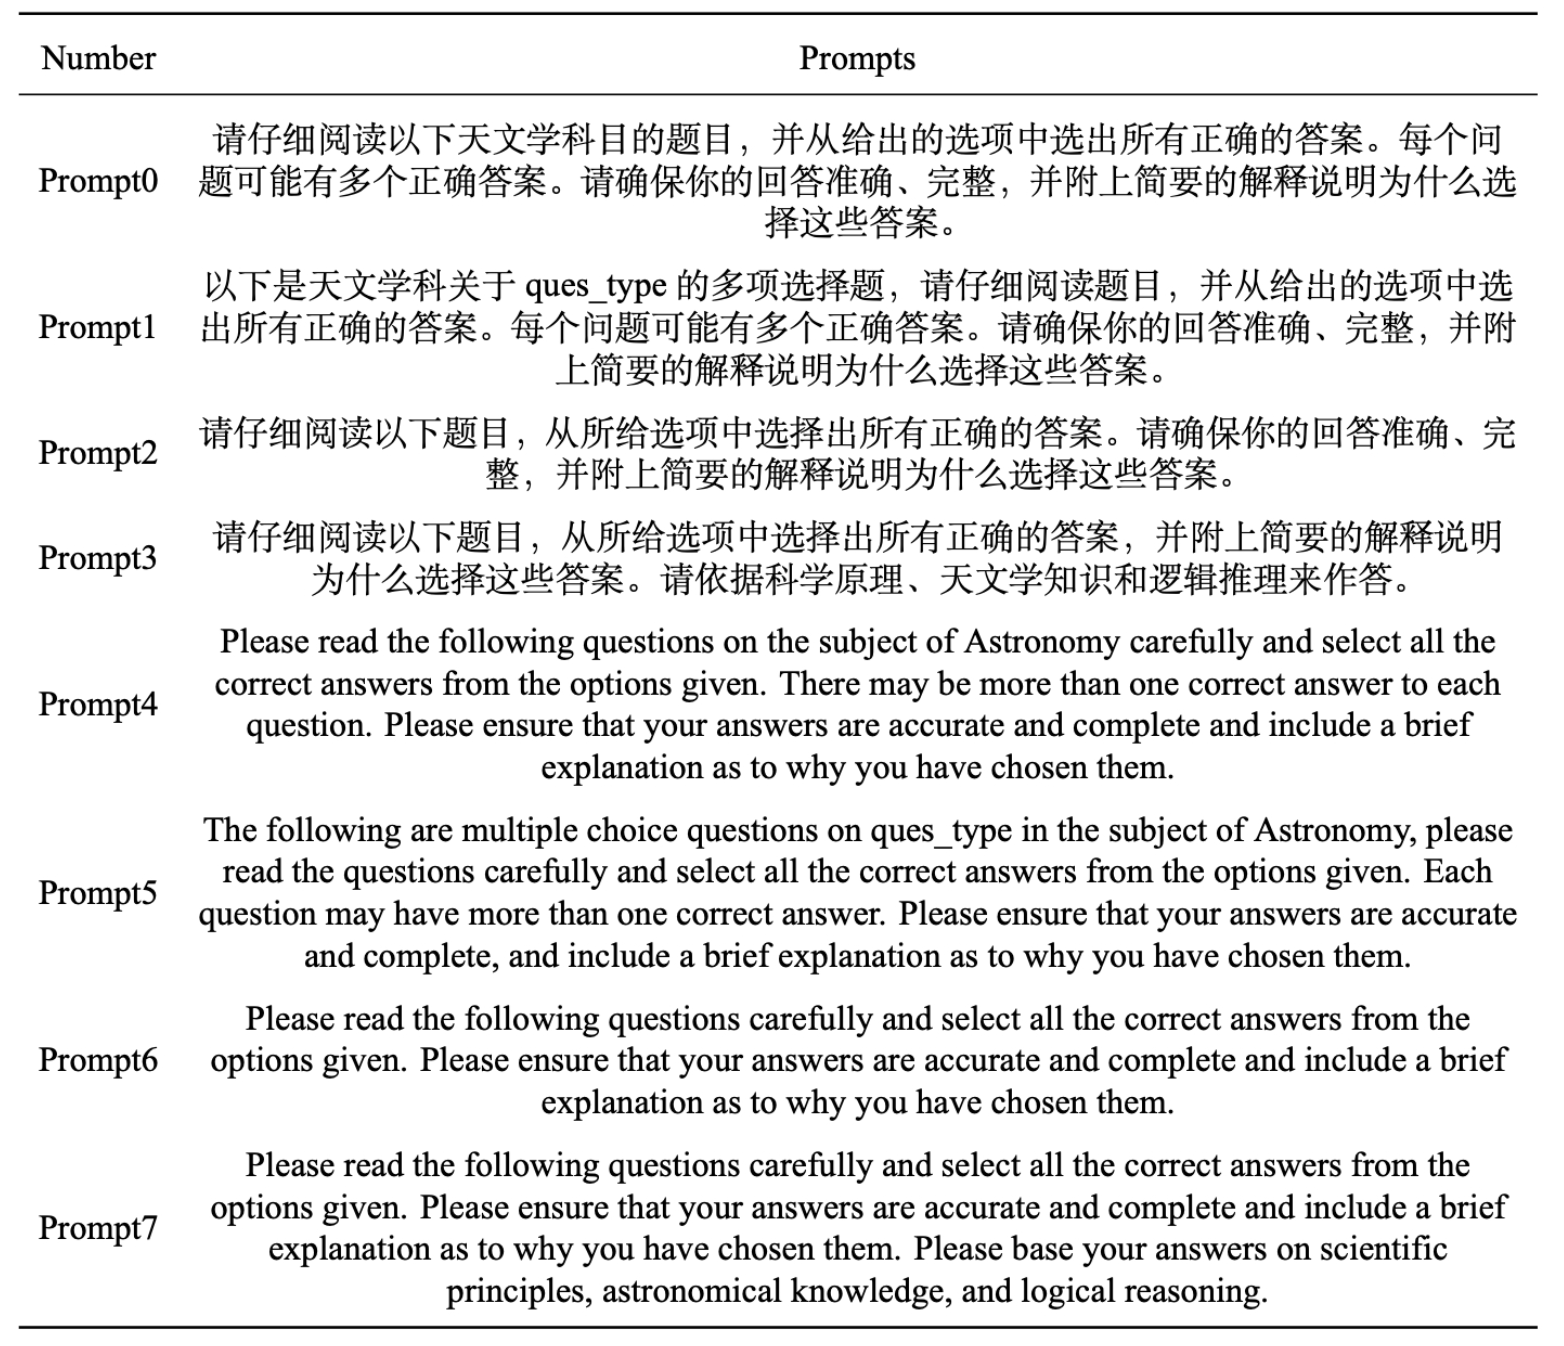 Number Prompts
请仔细阅读以下天文学科目的题目，并从给出的选项中选出所有正确的答案。每个问
Prompt0 题可能有多个正确答案。请确保你的回答准确、完整，并附上简要的解释说明为什么选
择这些答案。
以下是天文学科关于 ques_type 的多项选择题，请仔细阅读题目，并从给出的选项中选
Prompt1 出所有正确的答案。每个问题可能有多个正确答案。请确保你的回答准确、完整，并附
上简要的解释说明为什么选择这些答案。
请仔细阅读以下题目，从所给选项中选择出所有正确的答案。请确保你的回答准确、完
Prompt2
整，并附上简要的解释说明为什么选择这些答案。
请仔细阅读以下题目，从所给选项中选择出所有正确的答案，并附上简要的解释说明
Prompt3
为什么选择这些答案。请依据科学原理、天文学知识和逻辑推理来作答。
Please read the following questions on the subject of Astronomy carefully and select all the
correct answers from the options given. There may be more than one correct answer to each
Prompt4
question. Please ensure that your answers are accurate and complete and include a brief
explanation as to why you have chosen them.
The following are multiple choice questions on ques_type in the subject of Astronomy, please
read the questions carefully and select all the correct answers from the options given. Each
Prompt5
question may have more than one correct answer. Please ensure that your answers are accurate
and complete, and include a brief explanation as to why you have chosen them.
Please read the following questions carefully and select all the correct answers from the
Prompt6 options given. Please ensure that your answers are accurate and complete and include a brief
explanation as to why you have chosen them.
Please read the following questions carefully and select all the correct answers from the
options given. Please ensure that your answers are accurate and complete and include a brief
Prompt7
explanation as to why you have chosen them. Please base your answers on scientific
principles, astronomical knowledge, and logical reasoning.